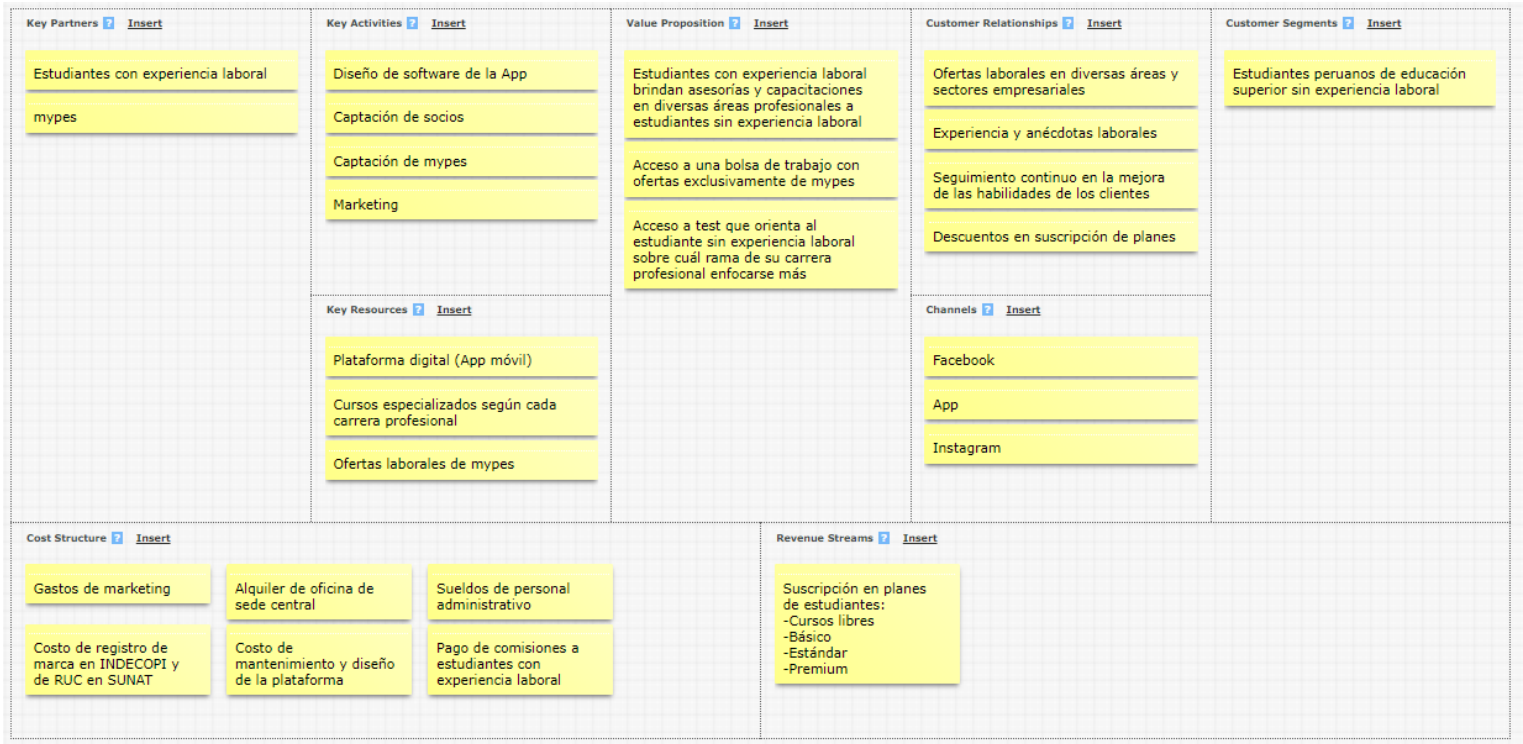 Key Partners ? Insert
Estudiantes con experiencia laboral
mypes
Key Activities ? Insert
Diseño de software de la App
Captación de socios
Captación de mypes
Marketing
Key Resources ? Insert
Plataforma digital (App móvil)
Cursos especializados según cada
carrera profesional
Ofertas laborales de mypes
Value Proposition ? Insert
Estudiantes con experiencia laboral
brindan asesorías y capacitaciones
en diversas áreas profesionales a
estudiantes sin experiencia laboral
Acceso a una bolsa de trabajo con
ofertas exclusivamente de mypes
Acceso a test que orienta al
estudiante sin experiencia laboral
sobre cuál rama de su carrera
profesional enfocarse más
Customer Relationships ? Insert
Ofertas laborales en diversas áreas y
sectores empresariales
Experiencia y anécdotas laborales
Seguimiento continuo en la mejora
de las habilidades de los clientes
Descuentos en suscripción de planes
Channels ? Insert
Facebook
App
Instagram
Customer Segments ? Insert
Estudiantes peruanos de educación
superior sin experiencia laboral
Cost Structure ? Insert
Gastos de marketing
Alquiler de oficina de
sede central
Sueldos de personal
administrativo
Costo de registro de
marca en INDECOPI y
de RUC en SUNAT
Costo de
mantenimiento y diseño
de la plataforma
Pago de comisiones a
estudiantes con
experiencia laboral
Revenue Streams ? Insert
Suscripción en planes
de estudiantes:
-Cursos libres
-Básico
-Estándar
-Premium